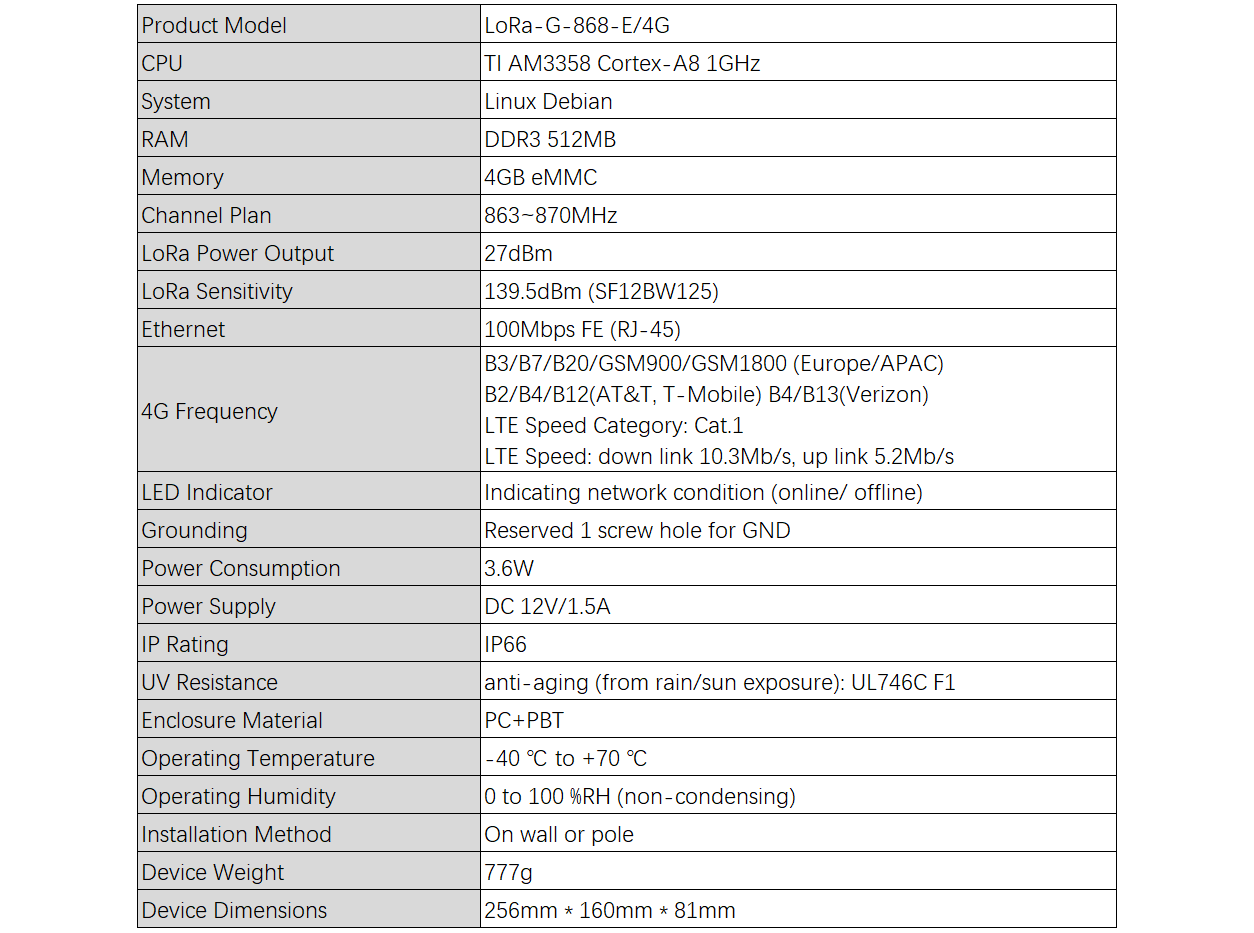 Product Model LoRa-G-868-E/4G
CPU TI AM3358 Cortex-A8 1GHz
System Linux Debian
RAM DDR3 512MB
Memory 4GB eMMC
Channel Plan 863~870MHz
LoRa Power Output 27dBm
LoRa Sensitivity 139.5dBm (SF12BW125)
Ethernet 100Mbps FE (RJ-45)
4G Frequency
B3/B7/B20/GSM900/GSM1800 (Europe/APAC)
B2/B4/B12(AT&T, T-Mobile) B4/B13(Verizon)
LTE Speed Category: Cat.1
LTE Speed: down link 10.3Mb/s, up link 5.2Mb/s
LED Indicator Indicating network condition (online/ offline)
Grounding Reserved 1 screw hole for GND
Power Consumption 3.6W
Power Supply DC 12V/1.5A
IP Rating IP66
UV Resistance anti-aging (from rain/sun exposure): UL746C F1
Enclosure Material PC+PBT
Operating Temperature -40 ℃ to +70 ℃
Operating Humidity 0 to 100 %RH (non-condensing)
Installation Method On wall or pole
Device Weight 777g
Device Dimensions 256mm * 160mm * 81mm